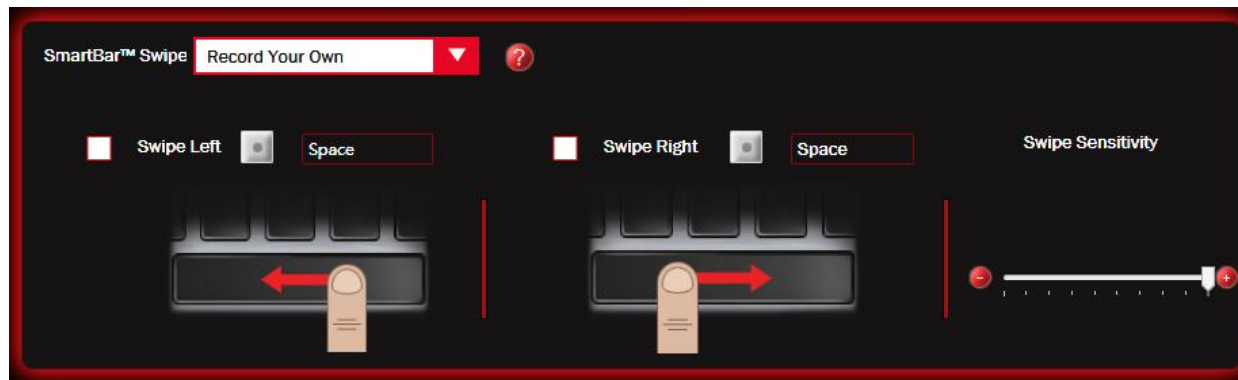 SmartBar™ Swipe Record Your Own ?
Swipe Left Space
Swipe Right Space
Swipe Sensitivity
- +